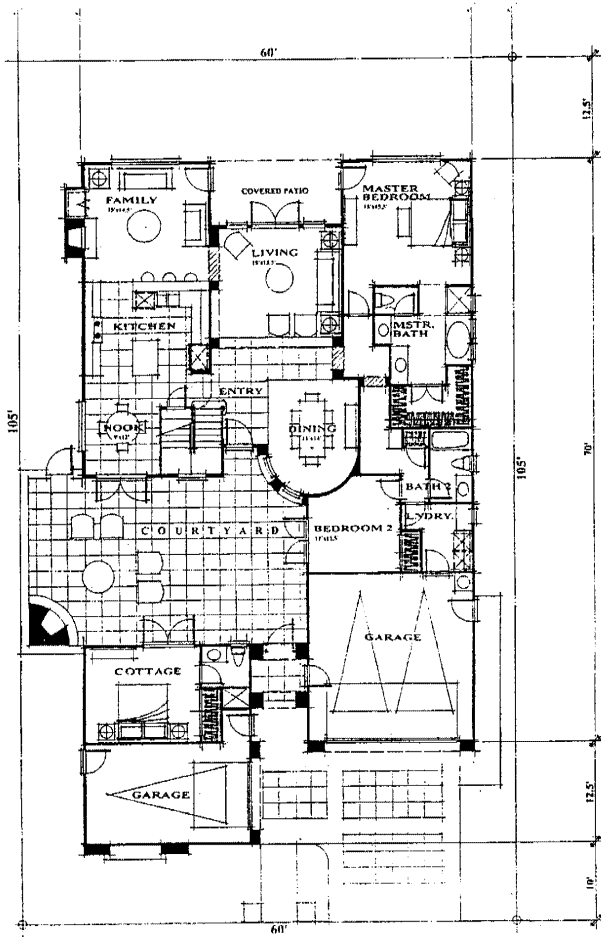 60'
12.5'
COVERED PATIO
FAMILY
MASTER
BEDROOM
LIVING
KITCHEN
MSTR.
BATH
ENTRY
NOOK
DINING
105'
105'
70'
BATH 2
COURTYARD
BEDROOM 2
L'YDRY.
GARAGE
COTTAGE
GARAGE
12.5'
10'
60'